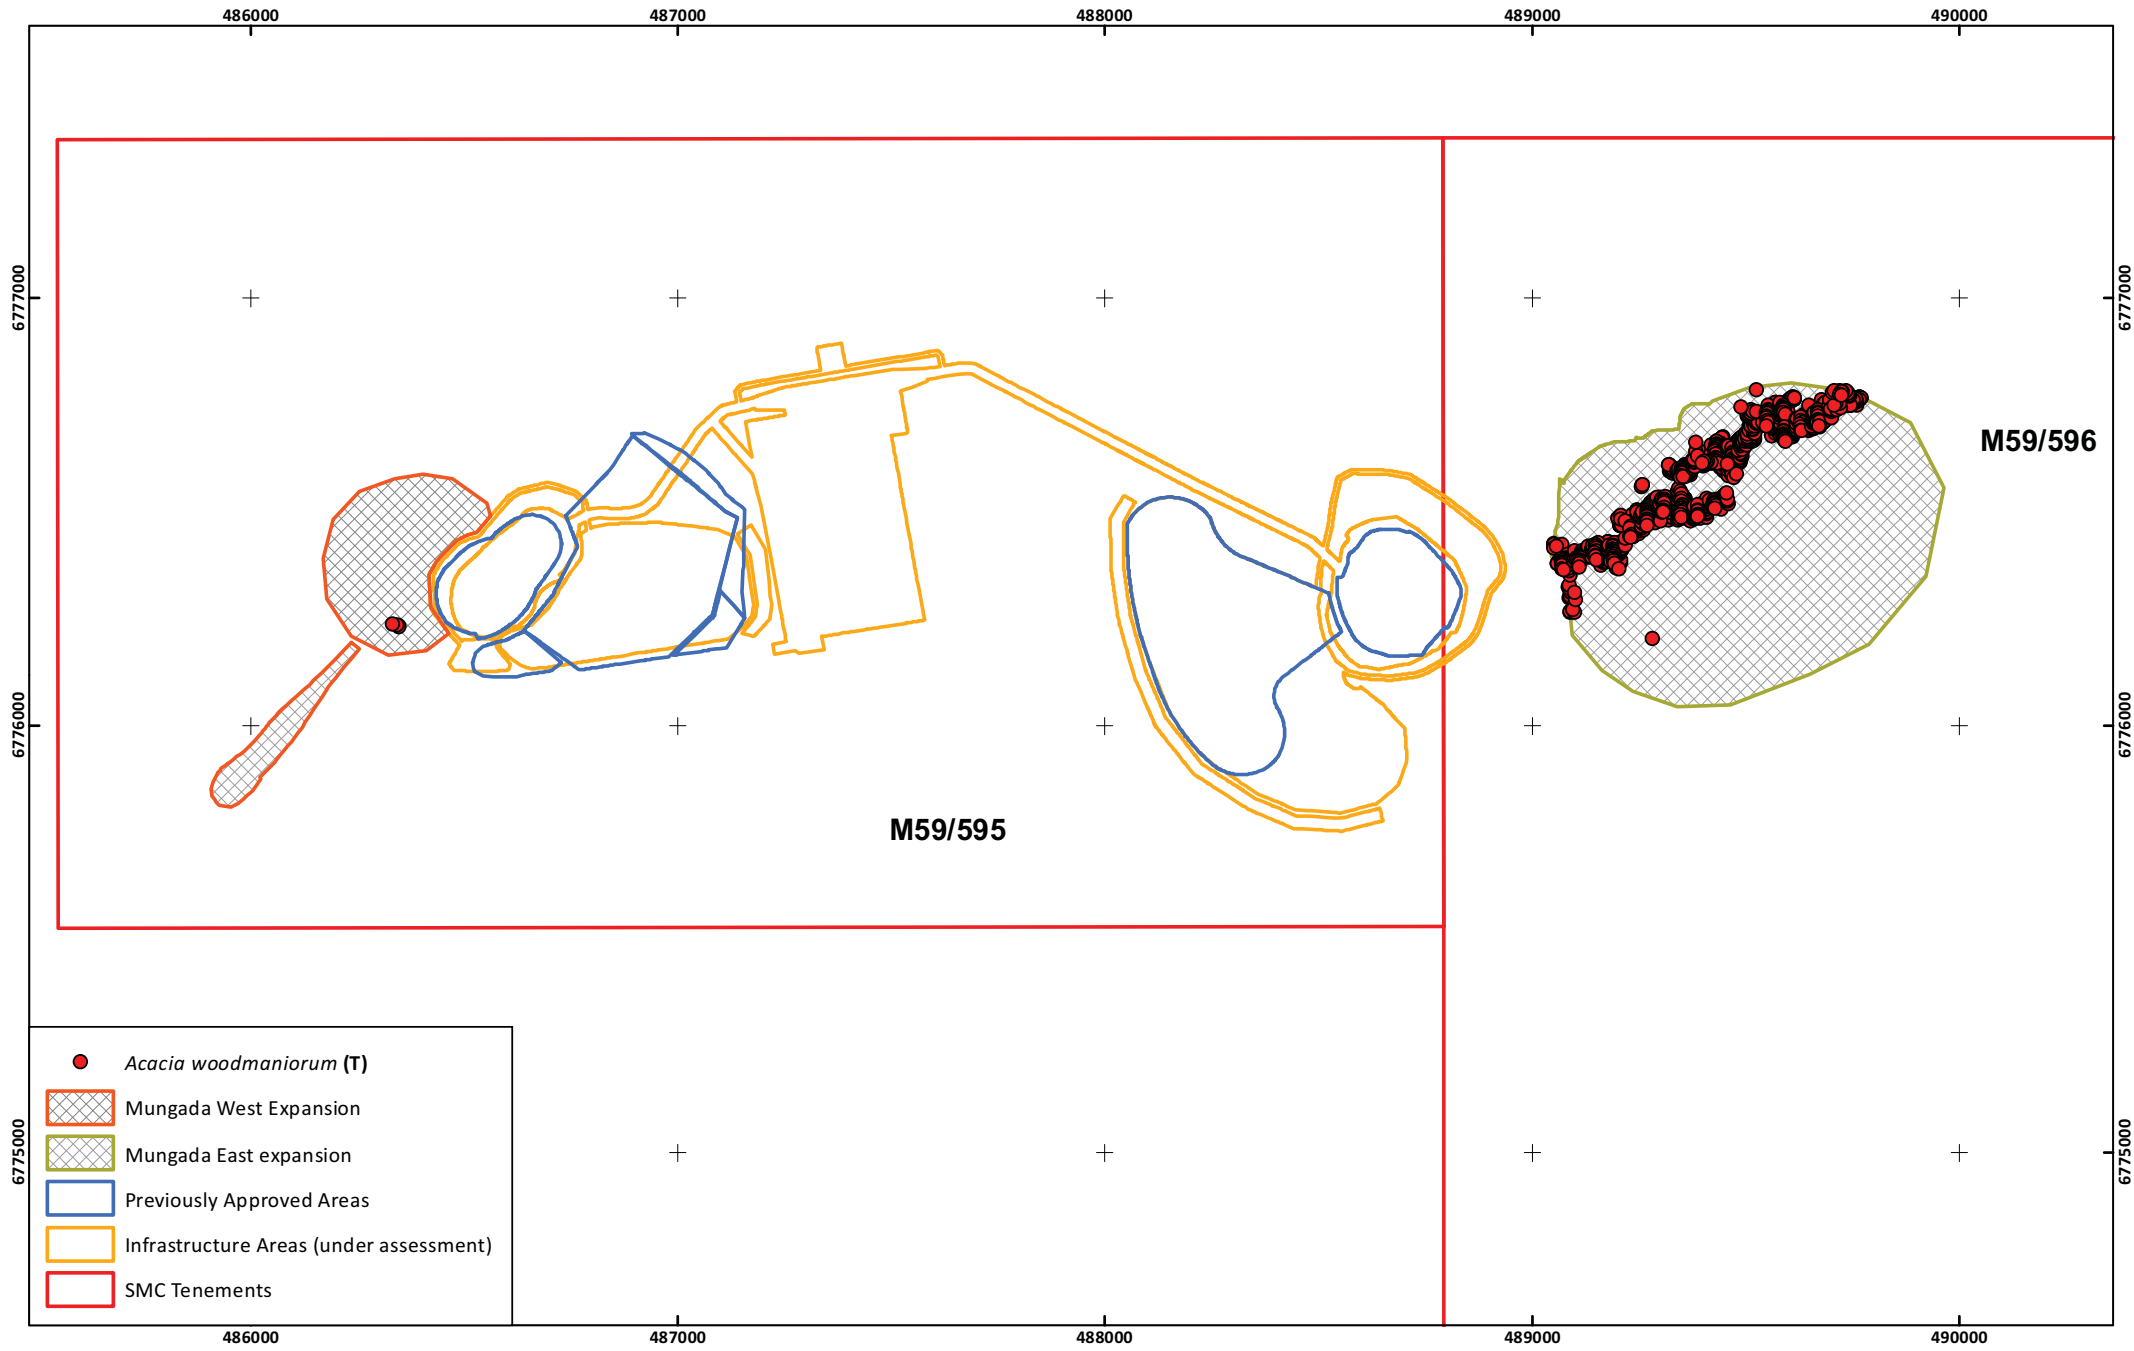 486000 487000 488000 489000 490000
6777000 6777000
M59/596
6776000 6776000
M59/595
6775000 6775000
Acacia woodmaniorum (T)
Mungada West Expansion
Mungada East expansion
Previously Approved Areas
Infrastructure Areas (under assessment)
SMC Tenements
486000 487000 488000 489000 490000